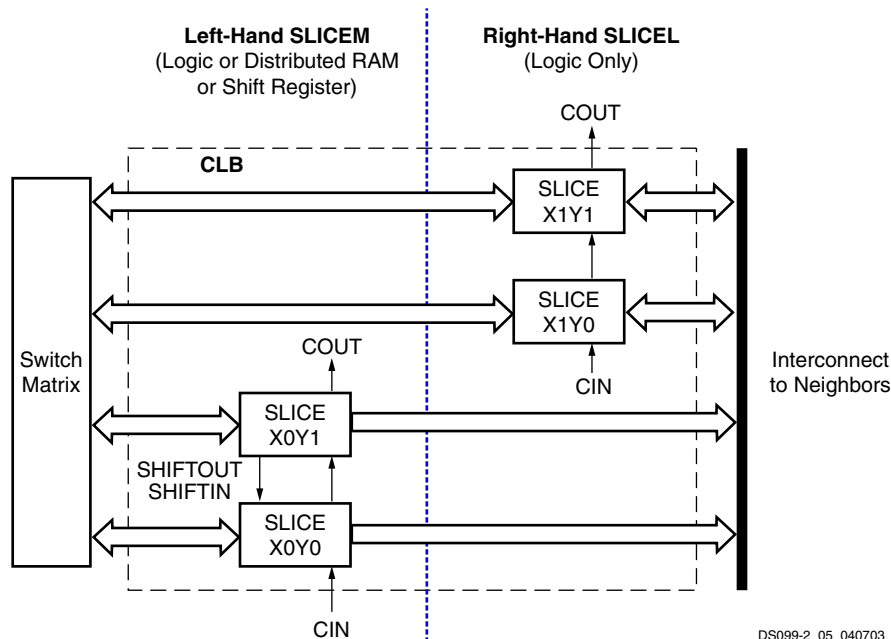 Left-Hand SLICEM
(Logic or Distributed RAM
or Shift Register)
Right-Hand SLICEL
(Logic Only)
COUT
CLB
SLICE
X1Y1
SLICE
X1Y0
COUT
CIN
Switch
Matrix
Interconnect
to Neighbors
SLICE
X0Y1
SHIFTOUT
SHIFTIN
SLICE
X0Y0
CIN
DS099-2_05_040703